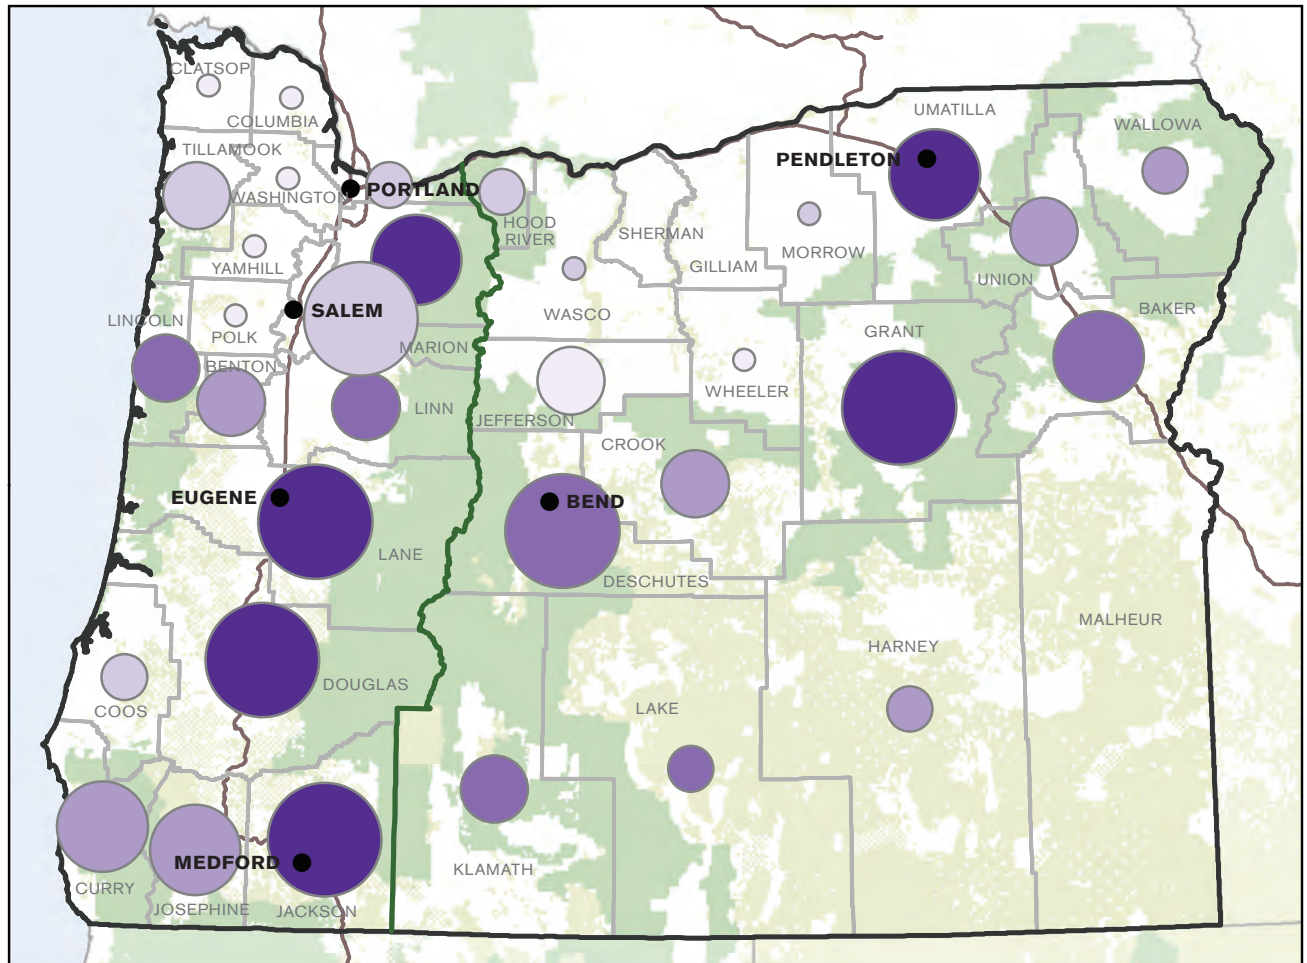 CLATSOP
COLUMBIA
TILLAMOOK
WASHINGTON
PORTLAND
HOOD
RIVER
SHERMAN
GILLIAM
MORROW
UMATILLA
PENDLETON
WALLOWA
UNION
YAMHILL
LINCOLN
POLK
SALEM
MARION
WASCO
BENTON
LINN
JEFFERSON
WHEELER
GRANT
BAKER
CROOK
EUGENE
LANE
BEND
DESCHUTES
MALHEUR
HARNEY
LAKE
DOUGLAS
COOS
KLAMATH
MEDFORD
CURRY
JOSEPHINE
JACKSON